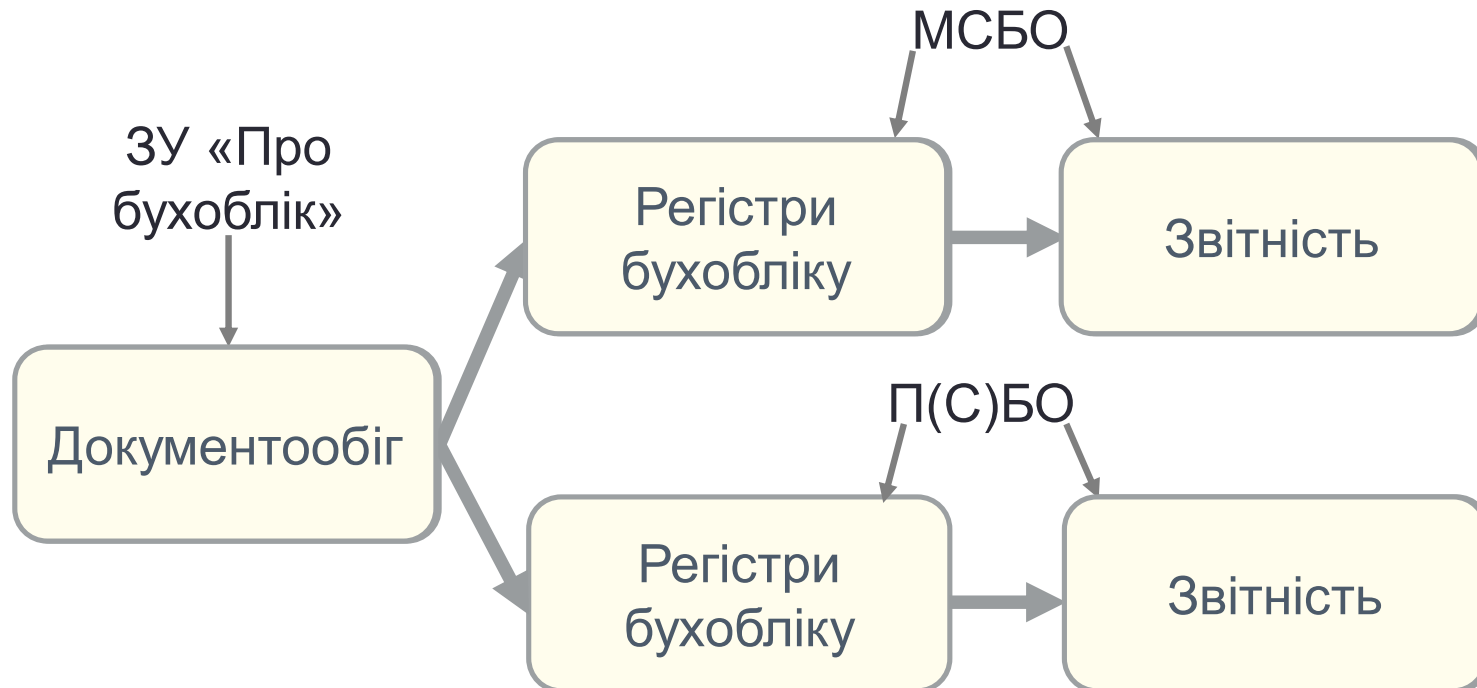 МСБО
ЗУ «Про
бухоблік»
Регістри
бухобліку
Звітність
Документообіг
П(С)БО
Регістри
бухобліку
Звітність